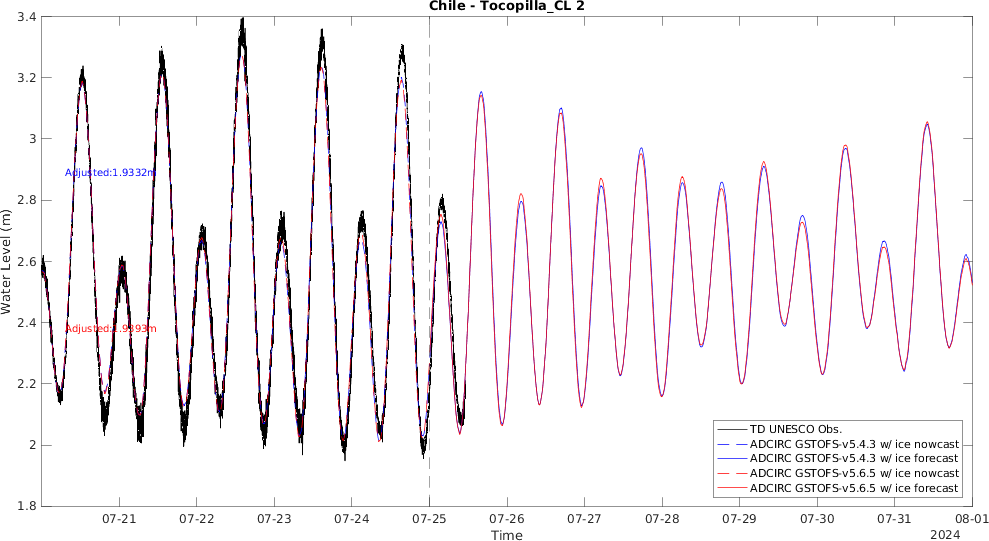 Chile - Tocopilla_CL 2
3.4
3.2
3
2.8
2.6
2.4
2.2
2
1.8
Water Level (m)
Adjusted:1.9332m
Adjusted:1.9393m
TD UNESCO Obs.
ADCIRC GSTOFS-v5.4.3 w/ ice nowcast
ADCIRC GSTOFS-v5.4.3 w/ ice forecast
ADCIRC GSTOFS-v5.6.5 w/ ice nowcast
ADCIRC GSTOFS-v5.6.5 w/ ice forecast
07-21 07-22 07-23 07-24 07-25 07-26 07-27 07-28 07-29 07-30 07-31 08-01
Time
2024